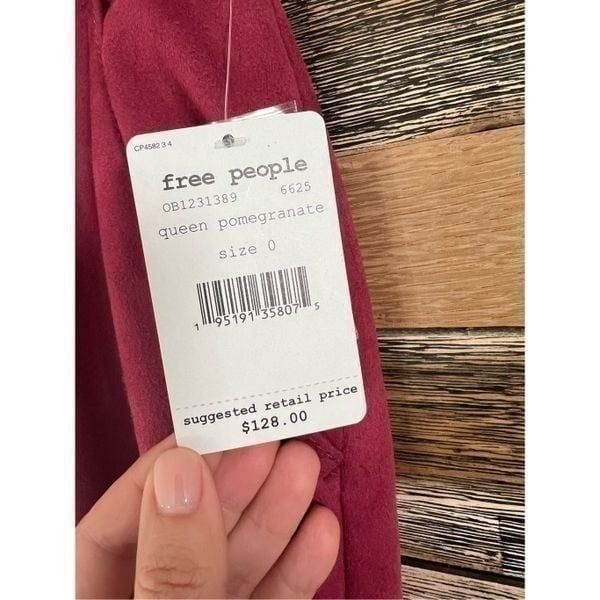 CP4582 3 4
free people
OB1231389 6625
queen pomegranate
size 0
1 95191 35807 5
suggested retail price
$128.00